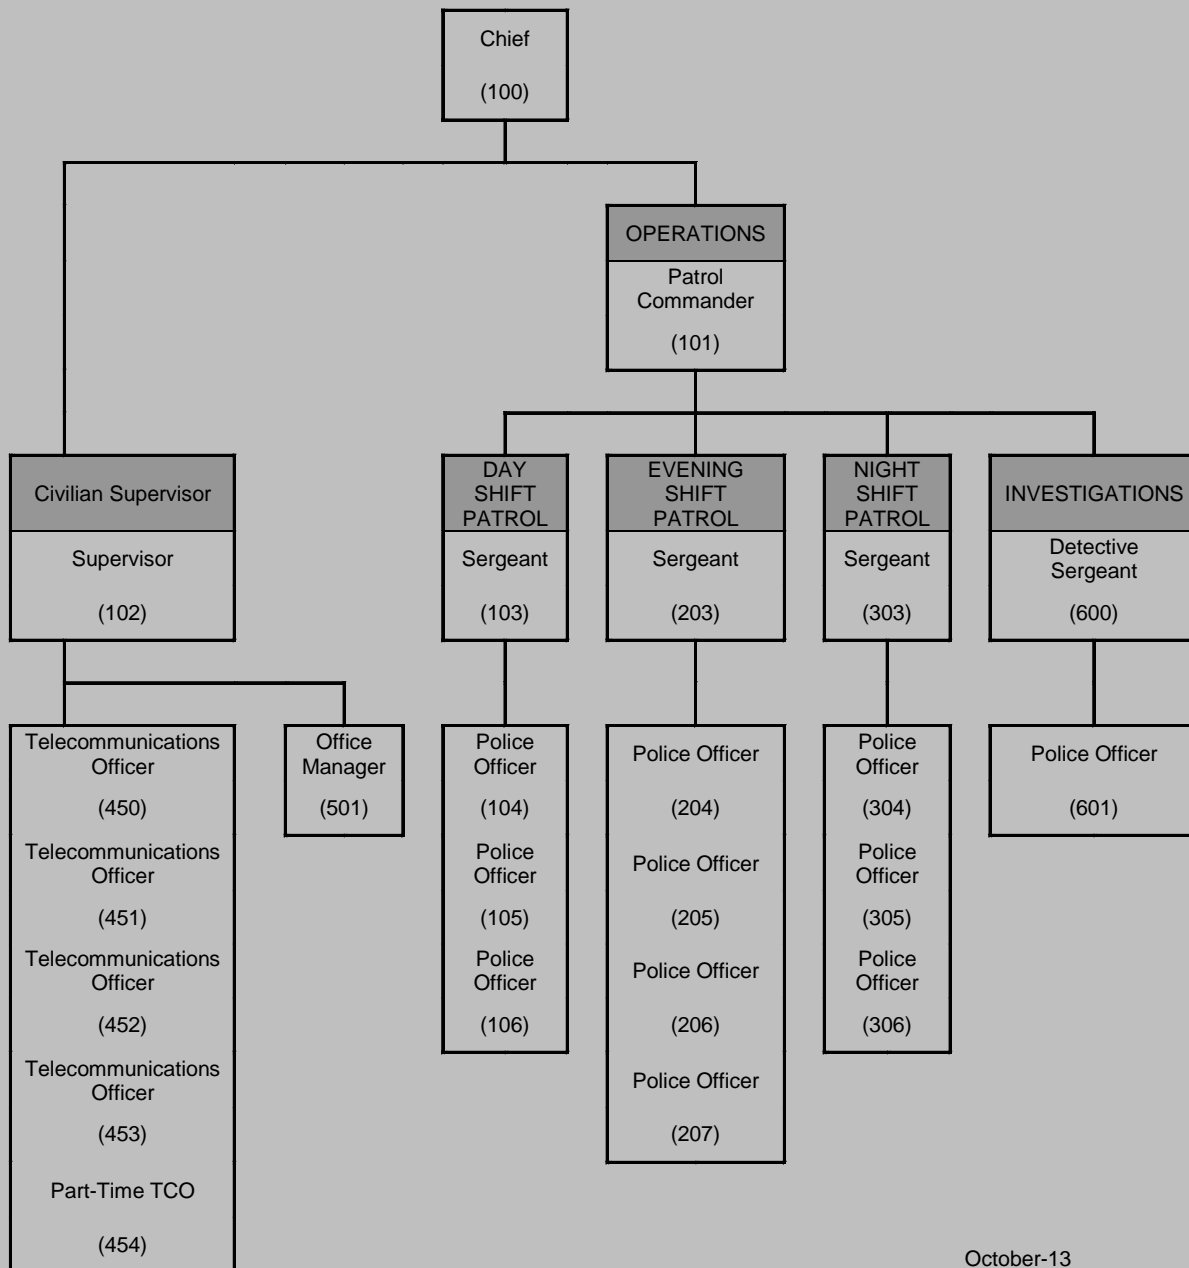 Chief
(100)
OPERATIONS
Patrol
Commander
(101)
Civilian Supervisor
Supervisor
(102)
DAY
SHIFT
PATROL
Sergeant
(103)
EVENING
SHIFT
PATROL
Sergeant
(203)
NIGHT
SHIFT
PATROL
Sergeant
(303)
INVESTIGATIONS
Detective
Sergeant
(600)
Telecommunications
Officer
(450)
Telecommunications
Officer
(451)
Telecommunications
Officer
(452)
Telecommunications
Officer
(453)
Part-Time TCO
(454)
Office
Manager
(501)
Police
Officer
(104)
Police
Officer
(105)
Police
Officer
(106)
Police Officer
(204)
Police Officer
(205)
Police Officer
(206)
Police Officer
(207)
Police
Officer
(304)
Police
Officer
(305)
Police
Officer
(306)
Police Officer
(601)
October-13